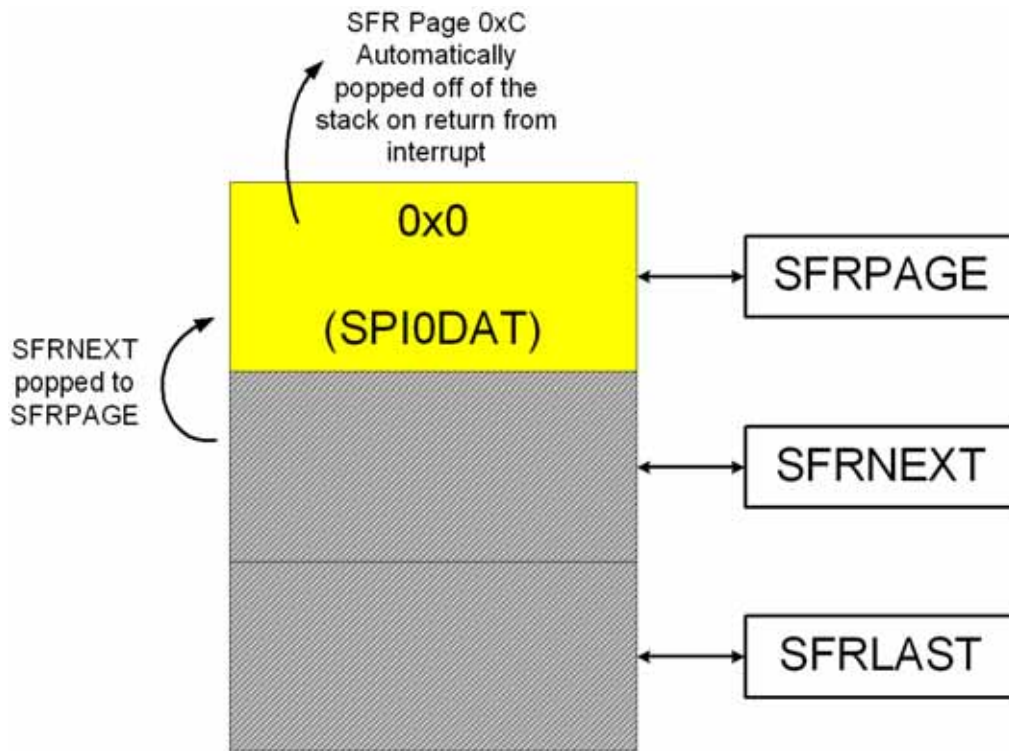 SFR Page 0xC
Automatically
popped off of the
stack on return from
interrupt
0x0
SFRPAGE
(SPI0DAT)
SFRNEXT
popped to
SFRPAGE
SFRNEXT
SFRLAST